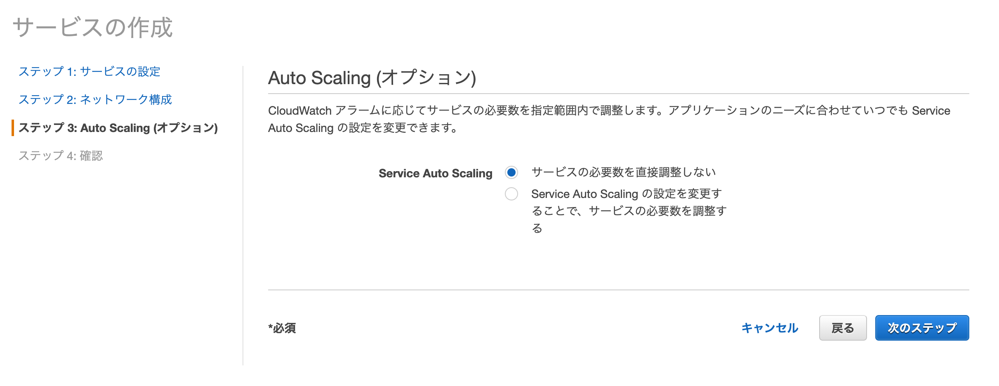 サービスの作成
ステップ 1: サービスの設定
ステップ 2: ネットワーク構成
ステップ 3: Auto Scaling (オプション)
ステップ 4: 確認
Auto Scaling (オプション)
CloudWatch アラームに応じてサービスの必要数を指定範囲内で調整します。アプリケーションのニーズに合わせていつでも Service
Auto Scaling の設定を変更できます。
Service Auto Scaling
サービスの必要数を直接調整しない
Service Auto Scaling の設定を変更す
ることで、サービスの必要数を調整す
る
*必須
キャンセル
戻る
次のステップ